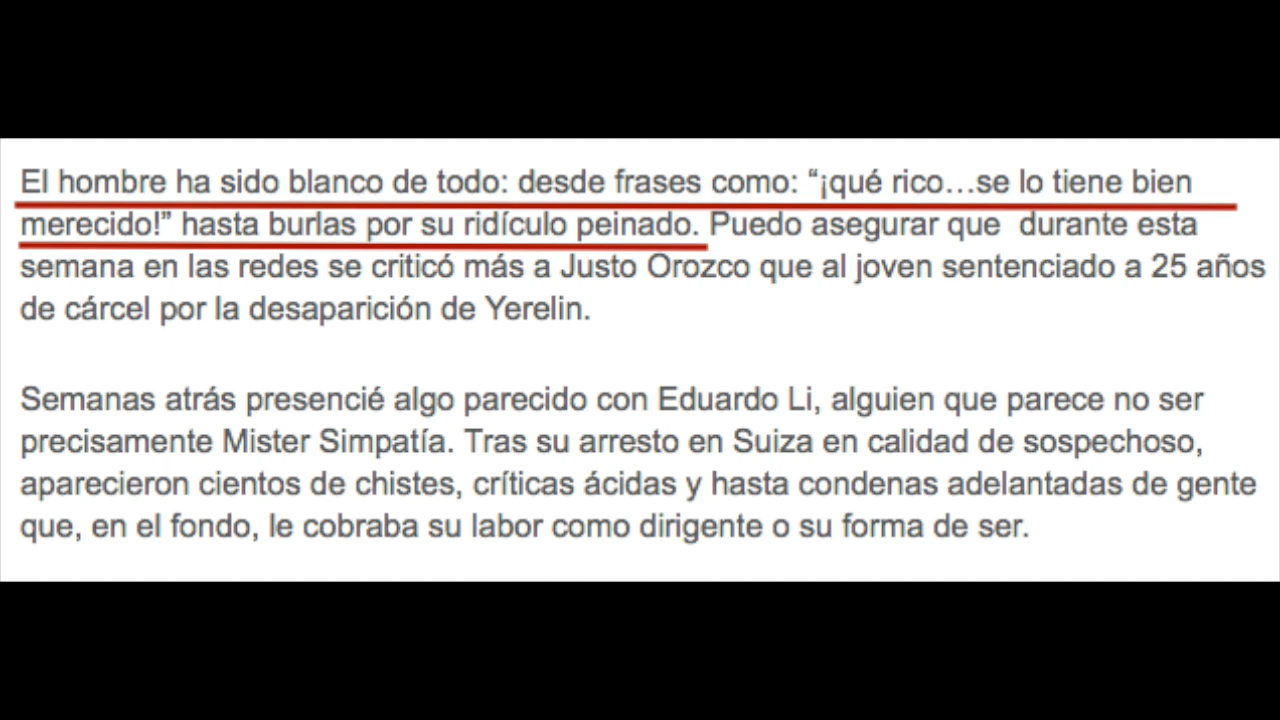 El hombre ha sido blanco de todo: desde frases como: “¡qué rico…se lo tiene bien
merecido!” hasta burlas por su ridículo peinado. Puedo asegurar que  durante esta
semana en las redes se criticó más a Justo Orozco que al joven sentenciado a 25 años
de cárcel por la desaparición de Yerelin.
Semanas atrás presencié algo parecido con Eduardo Li, alguien que parece no ser
precisamente Mister Simpatía. Tras su arresto en Suiza en calidad de sospechoso,
aparecieron cientos de chistes, críticas ácidas y hasta condenas adelantadas de gente
que, en el fondo, le cobraba su labor como dirigente o su forma de ser.